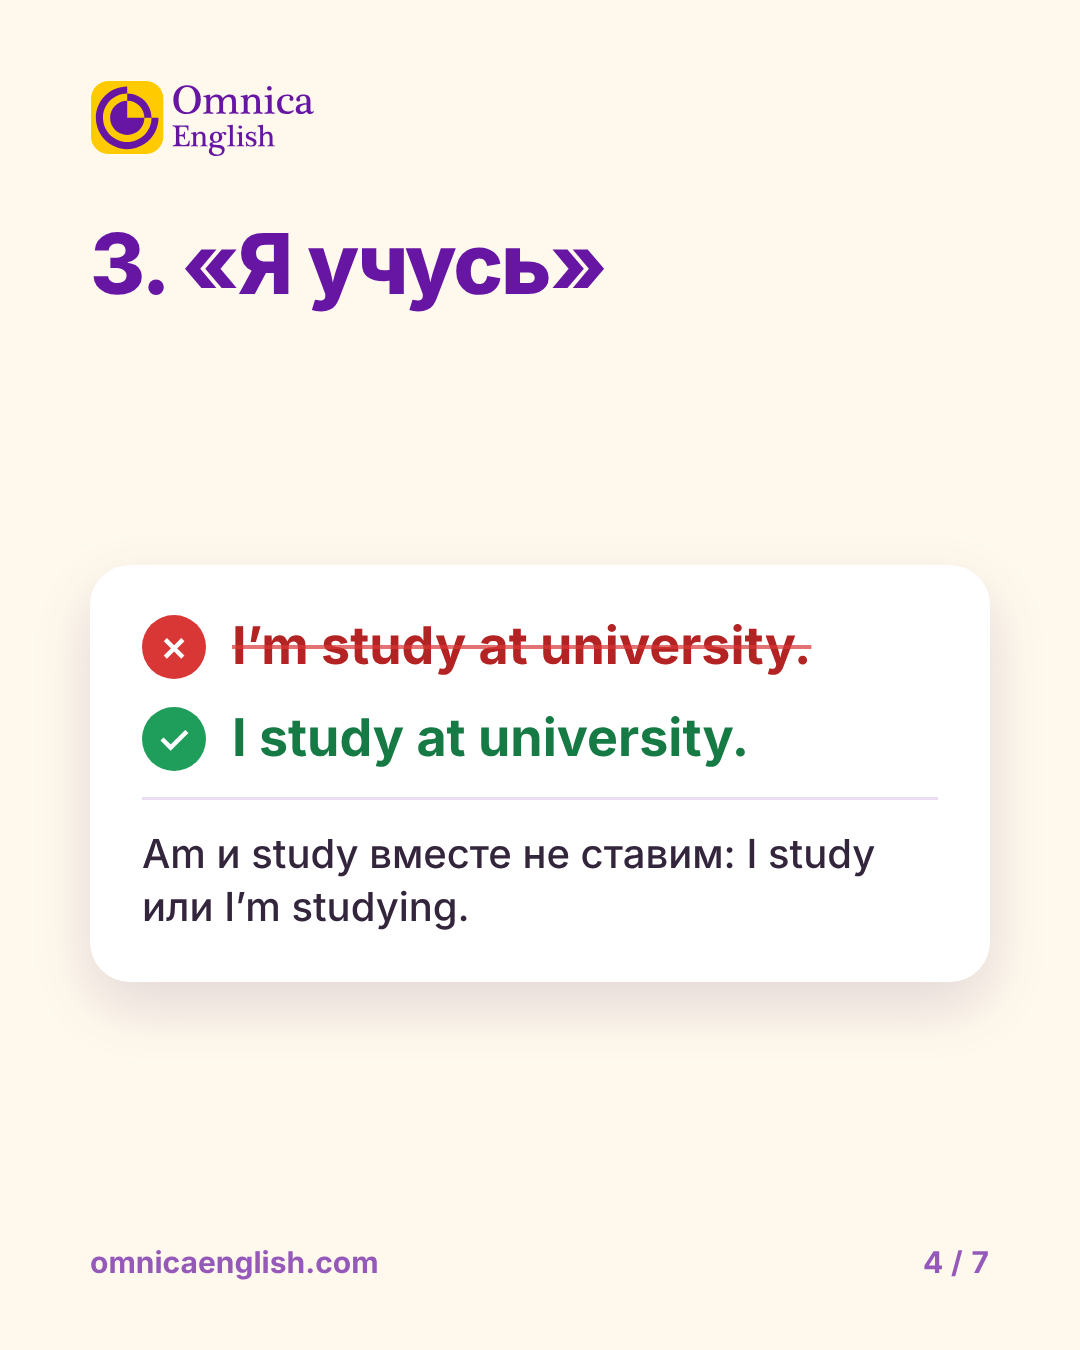 Omnica
English
3. «Я учусь»
I’m study at university.
I study at university.
Am и study вместе не ставим: I study
или I’m studying.
omnicaenglish.com
4 / 7